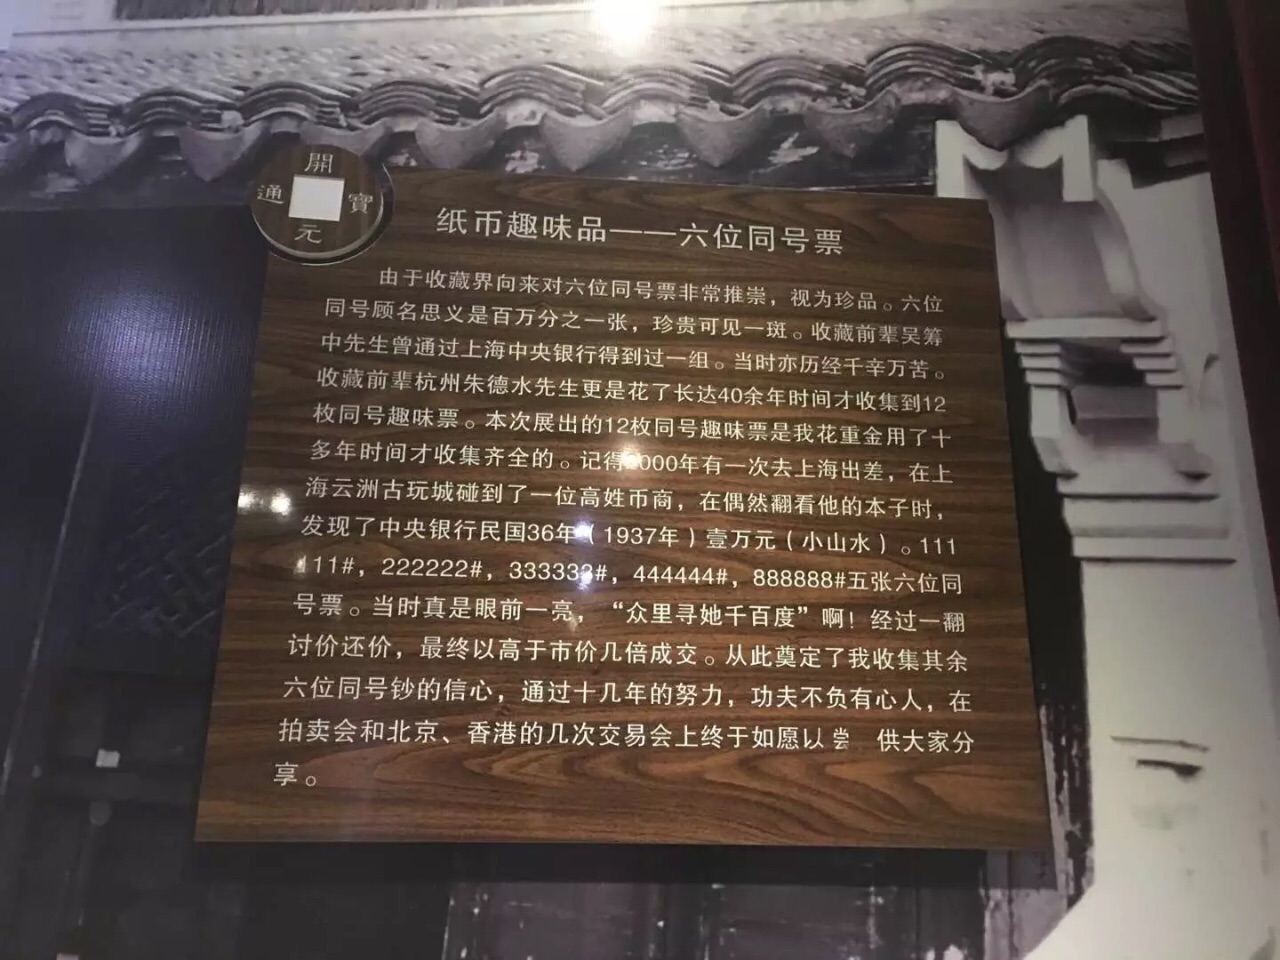 開
通 寶
元
纸币趣味品——六位同号票
由于收藏界向来对六位同号票非常推崇，视为珍品。六位
同号顾名思义是百万分之一张，珍贵可见一斑。收藏前辈吴筹
中先生曾通过上海中央银行得到过一组。当时亦历经千辛万苦。
收藏前辈杭州朱德水先生更是花了长达40余年时间才收集到12
枚同号趣味票。本次展出的12枚同号趣味票是我花重金用了十
多年时间才收集齐全的。记得2000年有一次去上海出差，在上
海云洲古玩城碰到了一位高姓币商，在偶然翻看他的本子时，
发现了中央银行民国36年（1937年）壹万元（小山水）。111
111#，222222#，333333#，444444#，888888#五张六位同
号票。当时真是眼前一亮，“众里寻她千百度”啊！经过一翻
讨价还价，最终以高于市价几倍成交。从此奠定了我收集其余
六位同号钞的信心，通过十几年的努力，功夫不负有心人，在
拍卖会和北京、香港的几次交易会上终于如愿以尝 供大家分
享。